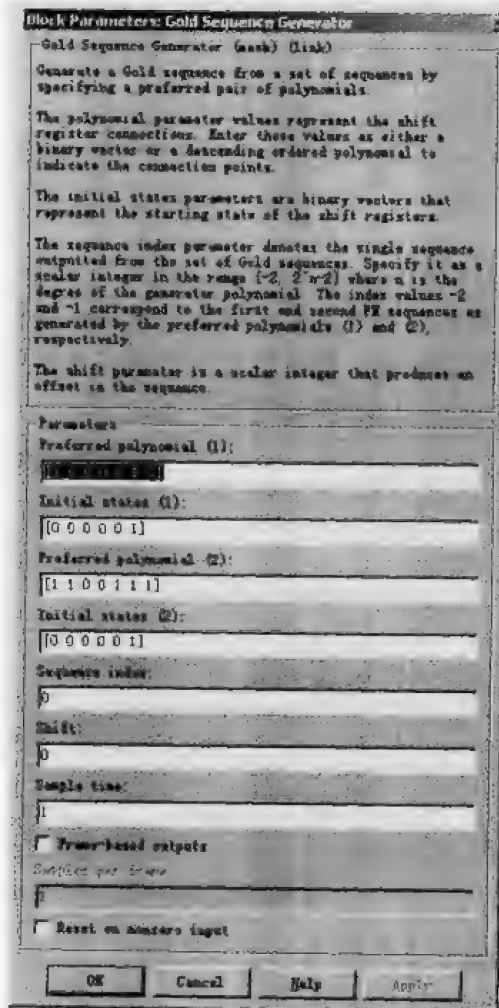 Block Parameters: Gold Sequence Generator
Gold Sequence Generator (mask) (link)
Generate a Gold sequence from a set of sequences by
specifying a preferred pair of polynomials.
The polynomial parameter values represent the shift
register connections. Enter these values as either a
binary vector or a descending ordered polynomial to
indicate the connection points.
The initial states parameters are binary vectors that
represent the starting state of the shift registers.
The sequence index parameter denotes the single sequence
outputted from the set of Gold sequences. Specify it as a
scalar integer in the range [-2, 2^n-2] where n is the
degree of the generator polynomial. The index values -2
and -1 correspond to the first and second PN sequences as
generated by the preferred polynomials (1) and (2),
respectively.
The shift parameter is a scalar integer that produces an
offset in the sequence.
Parameters
Preferred polynomial (1):
Initial states (1):
[0 0 0 0 0 1]
Preferred polynomial (2):
[1 1 0 0 1 1 1]
Initial states (2):
[0 0 0 0 0 1]
Sequence index:
0
Shift:
0
Sample time:
1
Frame-based outputs
Samples per frame
1
Reset on nonzero input
OK Cancel Help Apply